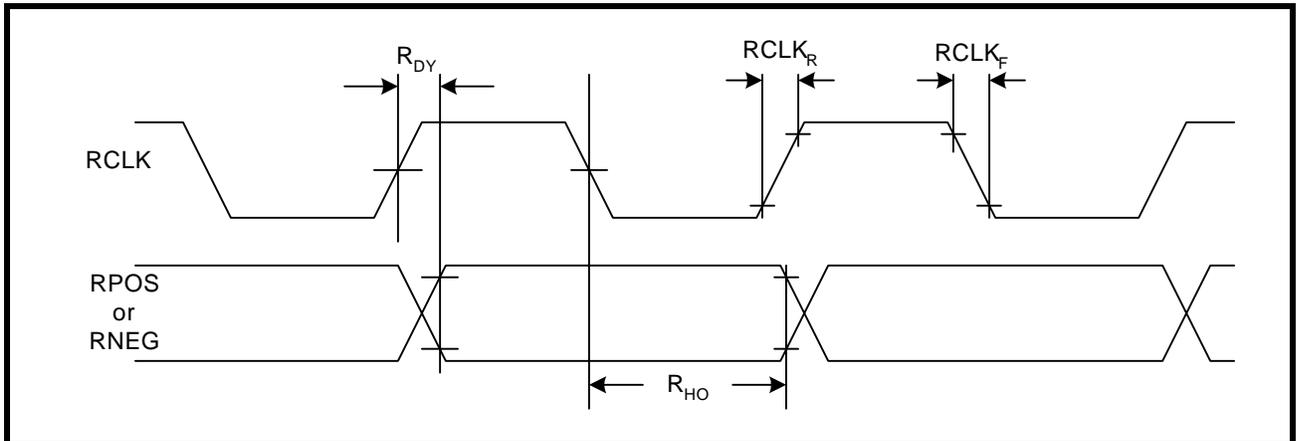 R_DY
RCLK_R
RCLK_F
RCLK
RPOS
or
RNEG
R_HO